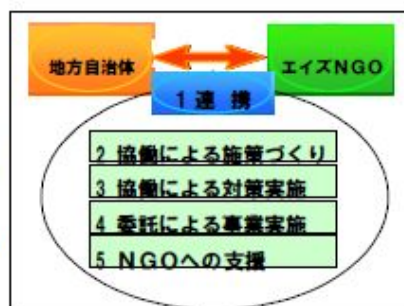 地方自治体
エイズNGO
1 連 携
2 協働による施策づくり
3 協働による対策実施
4 委託による事業実施
5 NGOへの支援